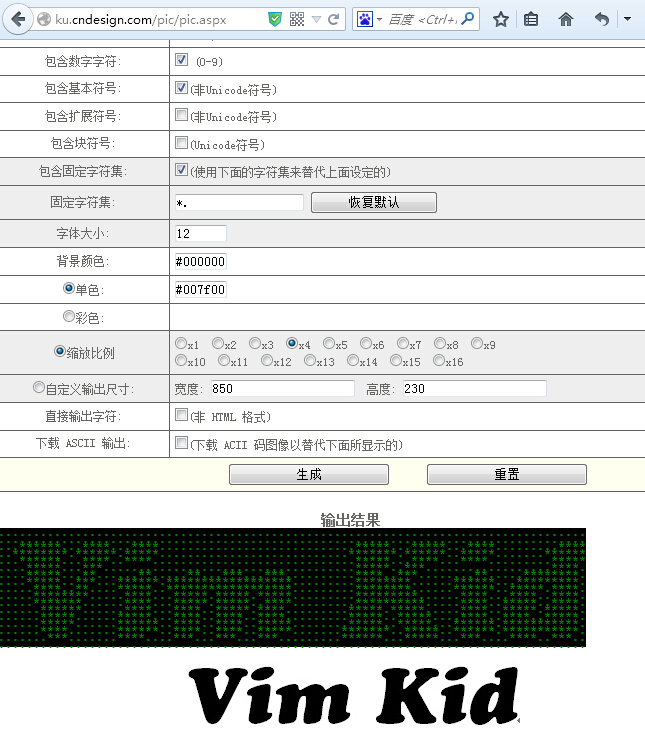 ku.cndesign.com/pic/pic.aspx
百度 <Ctrl+
包含数字字符: (0-9)
包含基本符号: (非Unicode符号)
包含扩展符号: (非Unicode符号)
包含块符号: (Unicode符号)
包含固定字符集: (使用下面的字符集来替代上面设定的)
固定字符集: *. 恢复默认
字体大小: 12
背景颜色: #000000
单色: #007f00
彩色:
缩放比例 x1 x2 x3 x4 x5 x6 x7 x8 x9
x10 x11 x12 x13 x14 x15 x16
自定义输出尺寸: 宽度: 850 高度: 230
直接输出字符: (非 HTML 格式)
下载 ASCII 输出: (下载 ACII 码图像以替代下面所显示的)
生成 重置
输出结果
Vim Kid
Vim Kid